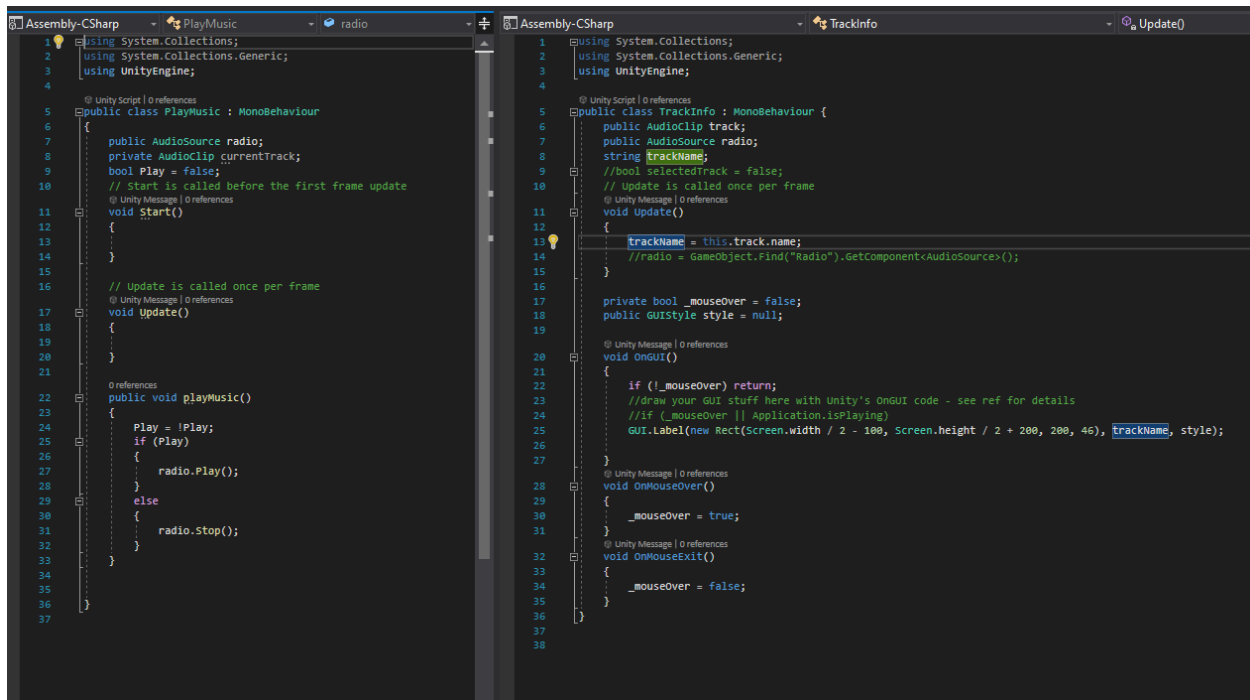 Assembly-CSharp PlayMusic radio
1 using System.Collections;
2 using System.Collections.Generic;
3 using UnityEngine;
4
Unity Script | 0 references
5 public class PlayMusic : MonoBehaviour
6 {
7 public AudioSource radio;
8 private AudioClip currentTrack;
9 bool Play = false;
10 // Start is called before the first frame update
Unity Message | 0 references
11 void Start()
12 {
13
14 }
15
16 // Update is called once per frame
Unity Message | 0 references
17 void Update()
18 {
19
20 }
21
0 references
22 public void playMusic()
23 {
24 Play = !Play;
25 if (Play)
26 {
27 radio.Play();
28 }
29 else
30 {
31 radio.Stop();
32 }
33 }
34
35
36 }
37
Assembly-CSharp TrackInfo Update()
1 using System.Collections;
2 using System.Collections.Generic;
3 using UnityEngine;
4
Unity Script | 0 references
5 public class TrackInfo : MonoBehaviour {
6 public AudioClip track;
7 public AudioSource radio;
8 string trackName;
9 //bool selectedTrack = false;
10 // Update is called once per frame
Unity Message | 0 references
11 void Update()
12 {
13 trackName = this.track.name;
14 //radio = GameObject.Find("Radio").GetComponent<AudioSource>();
15 }
16
17 private bool _mouseOver = false;
18 public GUIStyle style = null;
19
Unity Message | 0 references
20 void OnGUI()
21 {
22 if (!_mouseOver) return;
23 //draw your GUI stuff here with Unity's OnGUI code - see ref for details
24 //if (_mouseOver || Application.isPlaying)
25 GUI.Label(new Rect(Screen.width / 2 - 100, Screen.height / 2 + 200, 200, 46), trackName, style);
26
27 }
Unity Message | 0 references
28 void OnMouseOver()
29 {
30 _mouseOver = true;
31 }
Unity Message | 0 references
32 void OnMouseExit()
33 {
34 _mouseOver = false;
35 }
36 }
37
38